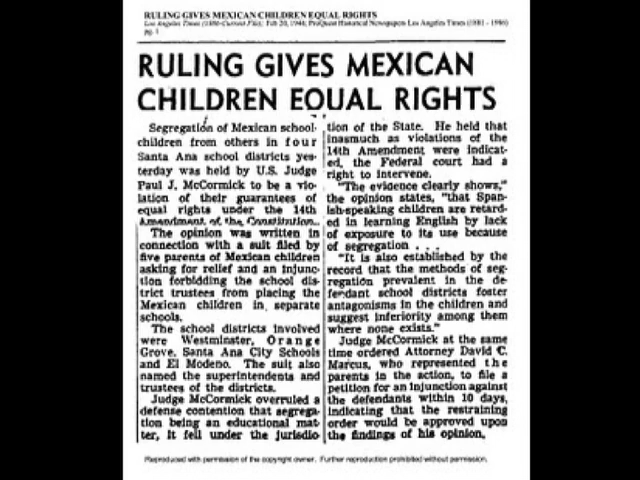 RULING GIVES MEXICAN CHILDREN EQUAL RIGHTS
Los Angeles Times (1886-Current File); Feb 20, 1946; ProQuest Historical Newspapers Los Angeles Times (1881 - 1986)
pg. 1
RULING GIVES MEXICAN
CHILDREN EQUAL RIGHTS
Segregation of Mexican school-
children from others in four
Santa Ana school districts yes-
terday was held by U.S. Judge
Paul J. McCormick to be a vio-
lation of their guarantees of
equal rights under the 14th
Amendment of the Constitution.
The opinion was written in
connection with a suit filed by
five parents of Mexican children
asking for relief and an injunc-
tion forbidding the school dis-
trict trustees from placing the
Mexican children in separate
schools.
The school districts involved
were Westminster, Orange
Grove, Santa Ana City Schools
and El Modeno. The suit also
named the superintendents and
trustees of the districts.
Judge McCormick overruled a
defense contention that segrega-
tion being an educational mat-
ter, it fell under the jurisdic-
tion of the State. He held that
inasmuch as violations of the
14th Amendment were indicat-
ed, the Federal court had a
right to intervene.
"The evidence clearly shows,"
the opinion states, "that Span-
ish-speaking children are retard-
ed in learning English by lack
of exposure to its use because
of segregation . . .
"It is also established by the
record that the methods of seg-
regation prevalent in the de-
fendant school districts foster
antagonisms in the children and
suggest inferiority among them
where none exists."
Judge McCormick at the same
time ordered Attorney David C.
Marcus, who represented the
parents in the action, to file a
petition for an injunction against
the defendants within 10 days,
indicating that the restraining
order would be approved upon
the findings of his opinion.
Reproduced with permission of the copyright owner. Further reproduction prohibited without permission.